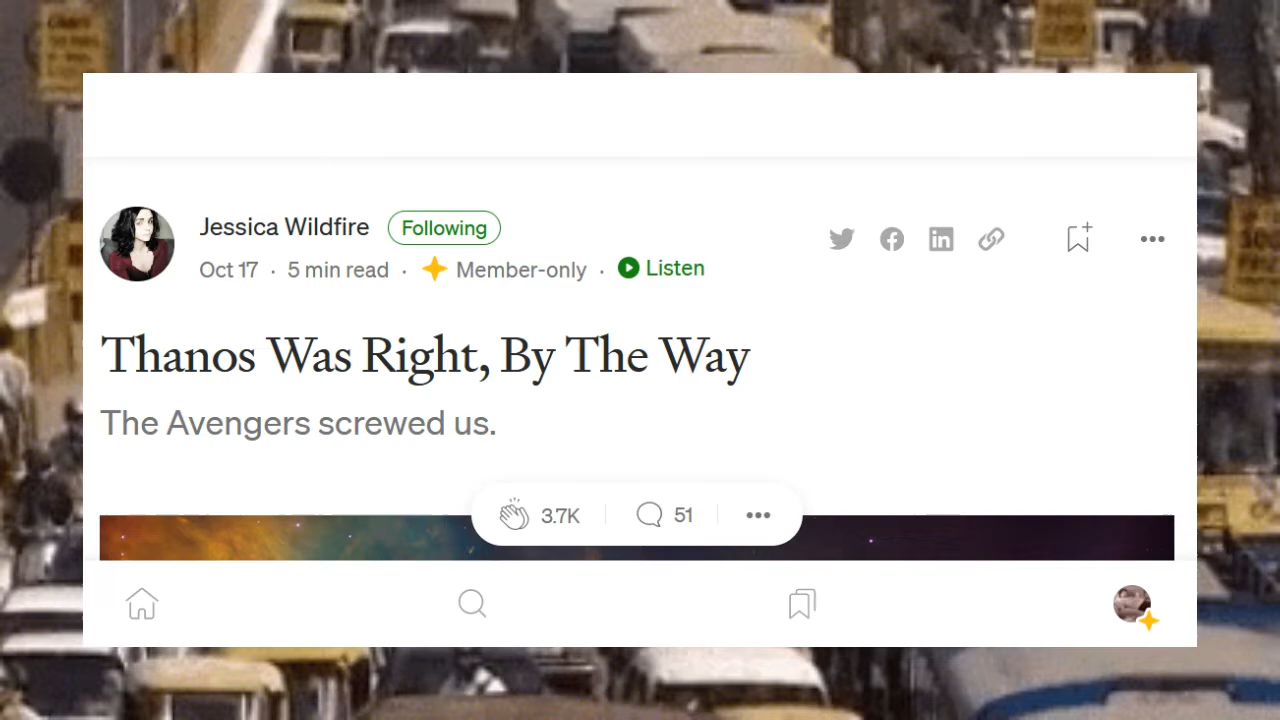 Jessica Wildfire Following
Oct 17 · 5 min read · Member-only · Listen
Thanos Was Right, By The Way
The Avengers screwed us.
3.7K 51